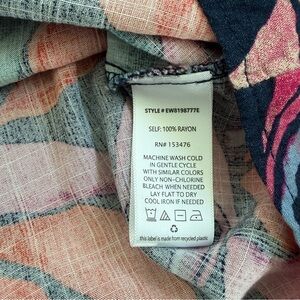 STYLE # EW8198777E
SELF: 100% RAYON
RN# 153476
MACHINE WASH COLD
IN GENTLE CYCLE
WITH SIMILAR COLORS
ONLY NON-CHLORINE
BLEACH WHEN NEEDED
LAY FLAT TO DRY
COOL IRON IF NEEDED
this label is made from recycled plastic